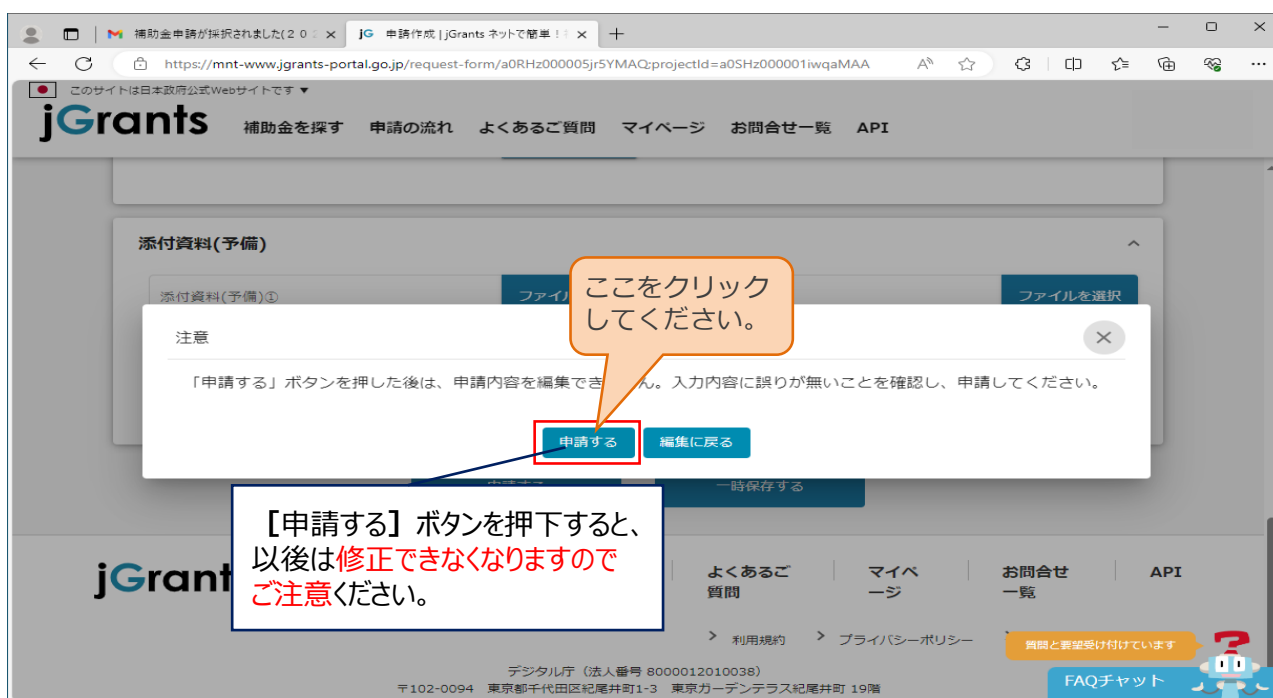 補助金申請が採択されました(２０
jG 申請作成 | jGrants ネットで簡単！
https://mnt-www.jgrants-portal.go.jp/request-form/a0RHz000005jr5YMAQ?projectId=a0SHz000001iwqaMAA
このサイトは日本政府公式Webサイトです ▼
jGrants 補助金を探す 申請の流れ よくあるご質問 マイページ お問合せ一覧 API
添付資料(予備)
添付資料(予備)①
ファイル
ファイルを選択
ここをクリック
してください。
注意
「申請する」ボタンを押した後は、申請内容を編集でき
ん。入力内容に誤りが無いことを確認し、申請してください。
申請する 編集に戻る
申請する 一時保存する
［申請する］ボタンを押下すると、
以後は修正できなくなりますので
ご注意ください。
jGrant
よくあるご
質問
マイペ
ージ
お問合せ
一覧
API
利用規約 プライバシーポリシー
質問と要望受け付けています
FAQチャット
デジタル庁（法人番号 8000012010038）
〒102-0094 東京都千代田区紀尾井町1-3 東京ガーデンテラス紀尾井町 19階